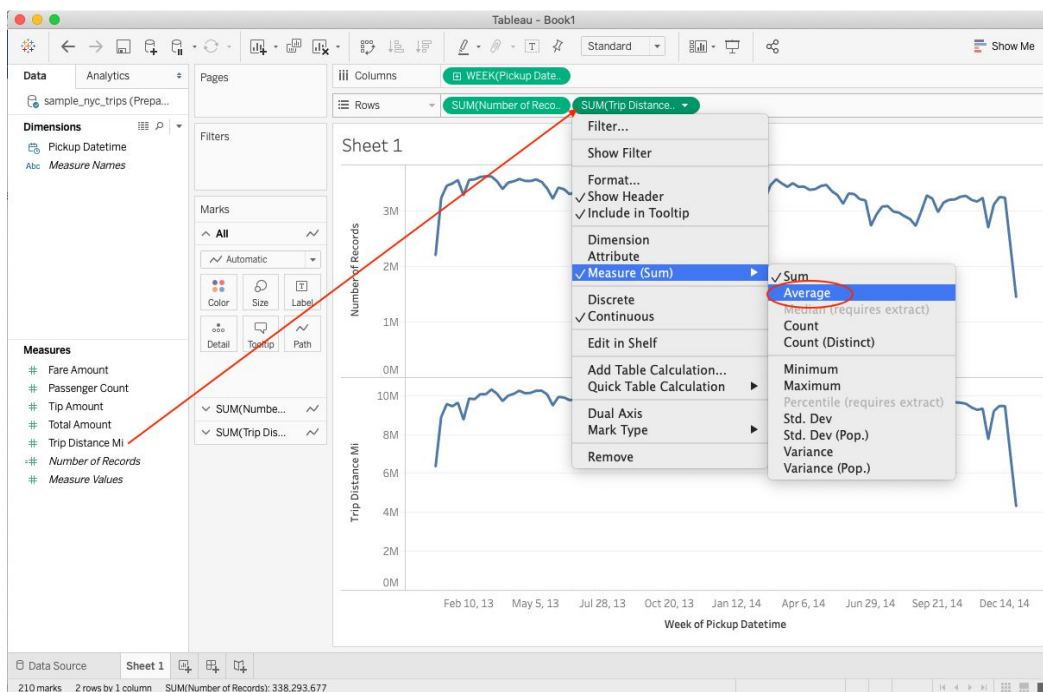 Tableau - Book1
Standard
Show Me
Data
Analytics
Pages
iii Columns
WEEK(Pickup Date..
sample_nyc_trips (Prepa...
Rows
SUM(Number of Reco..
SUM(Trip Distance..
Dimensions
Pickup Datetime
Abc Measure Names
Filters
Sheet 1
Filter...
Show Filter
Format...
✓Show Header
✓Include in Tooltip
Dimension
Attribute
✓Measure (Sum)
Discrete
✓Continuous
Edit in Shelf
Add Table Calculation...
Quick Table Calculation
Dual Axis
Mark Type
Remove
✓Sum
Average
Median (requires extract)
Count
Count (Distinct)
Minimum
Maximum
Percentile (requires extract)
Std. Dev
Std. Dev (Pop.)
Variance
Variance (Pop.)
Marks
All
Automatic
Color
Size
Label
Detail
Tooltip
Path
SUM(Numbe...
SUM(Trip Dis...
Measures
# Fare Amount
# Passenger Count
# Tip Amount
# Total Amount
# Trip Distance Mi
=# Number of Records
# Measure Values
Number of Records
3M
2M
1M
0M
Trip Distance Mi
10M
8M
6M
4M
2M
0M
Feb 10, 13
May 5, 13
Jul 28, 13
Oct 20, 13
Jan 12, 14
Apr 6, 14
Jun 29, 14
Sep 21, 14
Dec 14, 14
Week of Pickup Datetime
Data Source
Sheet 1
210 marks
2 rows by 1 column
SUM(Number of Records): 338,293,677